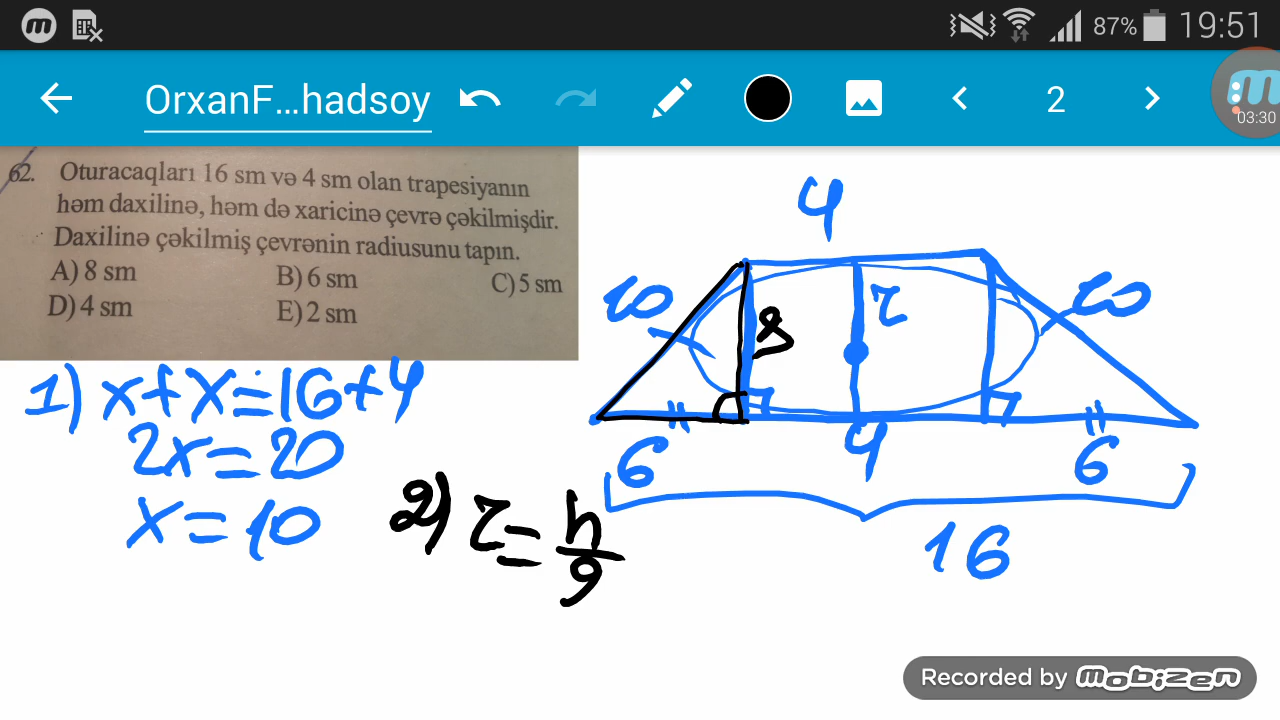 87% 19:51
OrxanF...hadsoy 2
03:30
62. Oturacaqları 16 sm və 4 sm olan trapesiyanın
həm daxilinə, həm də xaricinə çevrə çəkilmişdir.
Daxilinə çəkilmiş çevrənin radiusunu tapın.
A) 8 sm B) 6 sm C) 5 sm
D) 4 sm E) 2 sm
4
10 8 r 10
6 4 6
16
1) x+x=16+4
2x=20
x=10
2) r=h/2
Recorded by mobizen